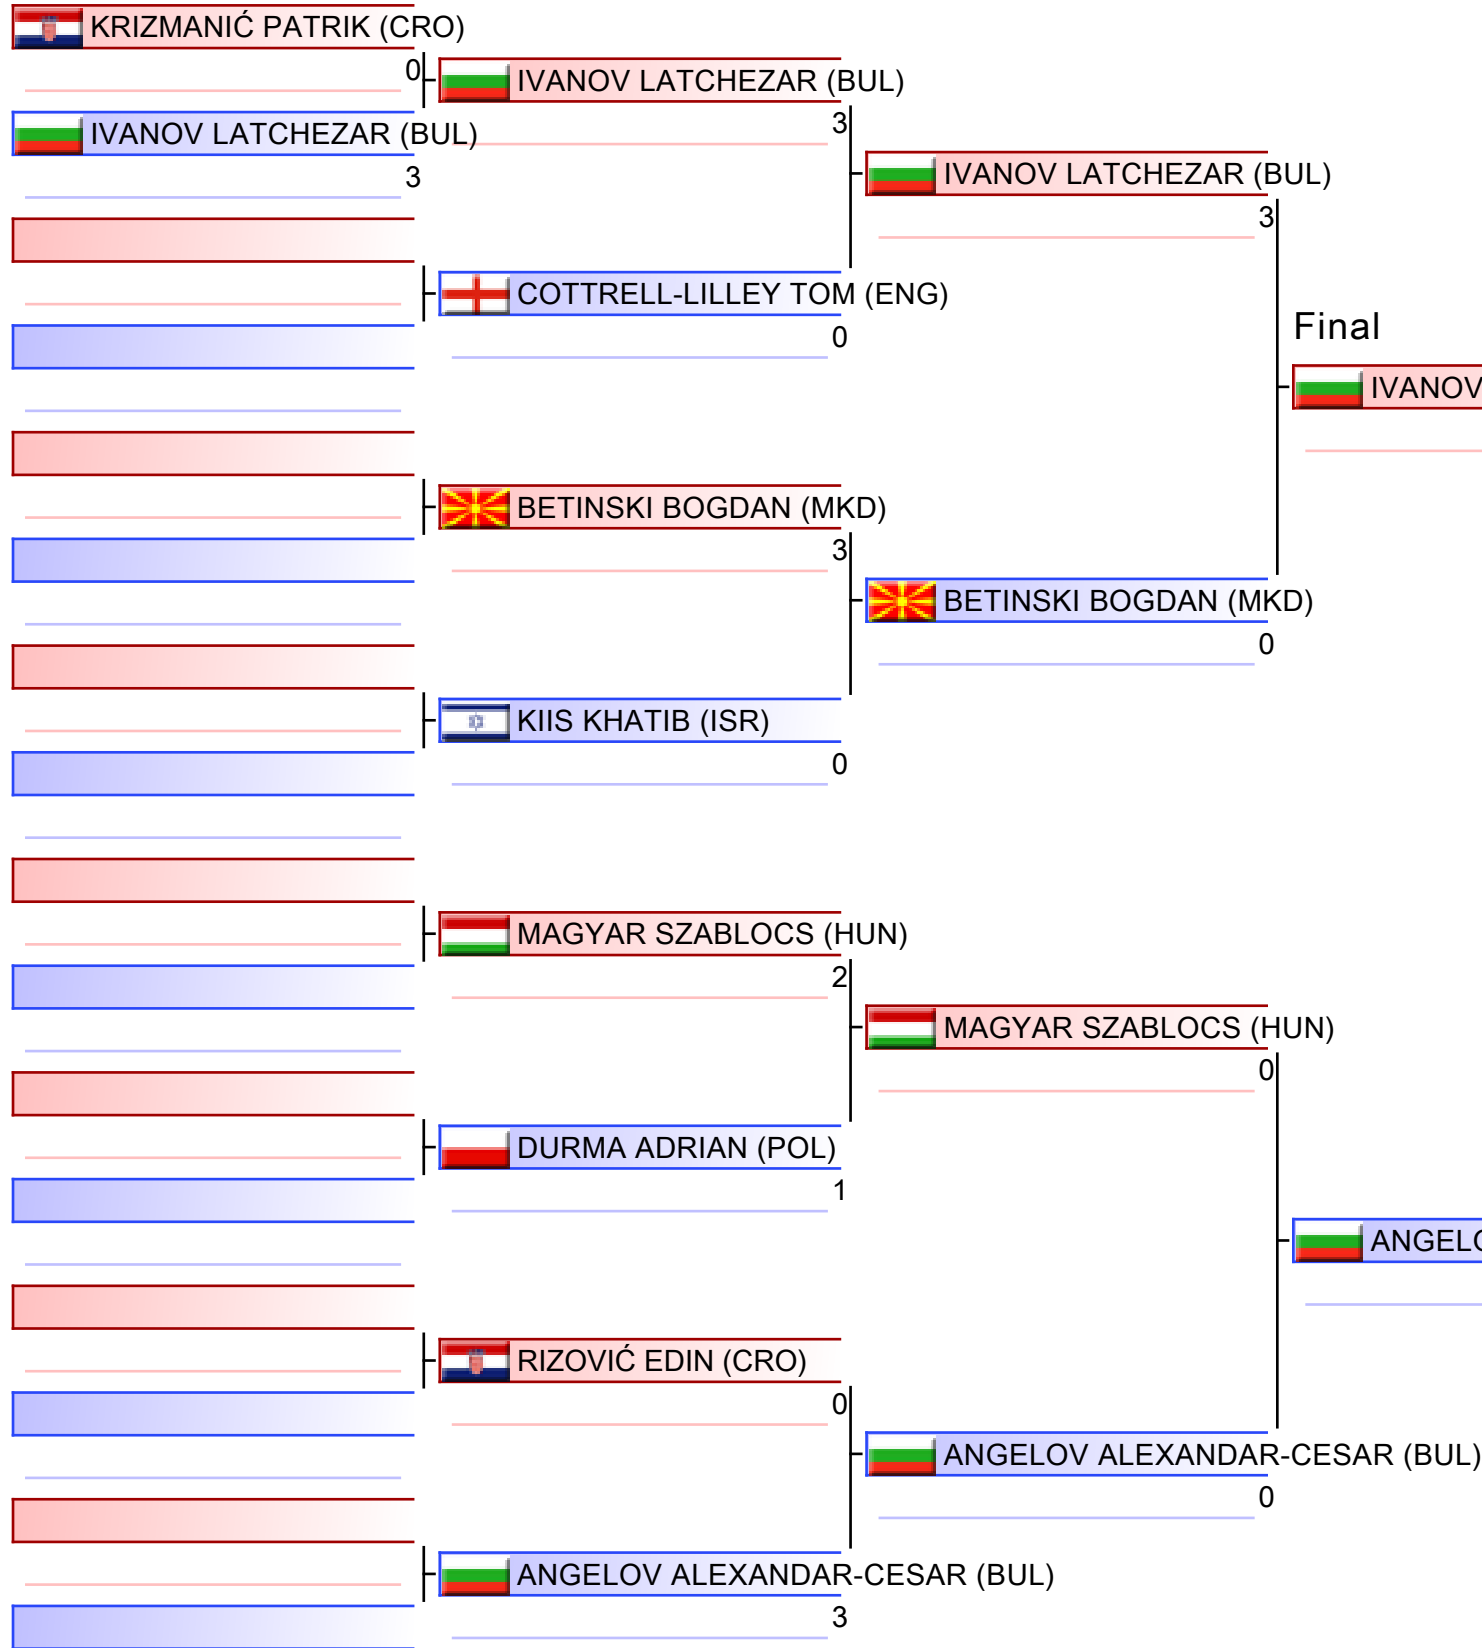 KRIZMANIĆ PATRIK (CRO)
0
IVANOV LATCHEZAR (BUL)
3
IVANOV LATCHEZAR (BUL)
3
COTTRELL-LILLEY TOM (ENG)
0
BETINSKI BOGDAN (MKD)
3
KIIS KHATIB (ISR)
0
MAGYAR SZABLOCS (HUN)
2
DURMA ADRIAN (POL)
1
RIZOVIĆ EDIN (CRO)
0
ANGELOV ALEXANDAR-CESAR (BUL)
3
IVANOV LATCHEZAR (BUL)
3
BETINSKI BOGDAN (MKD)
0
MAGYAR SZABLOCS (HUN)
0
ANGELOV ALEXANDAR-CESAR (BUL)
0
Final
IVANOV
ANGELO